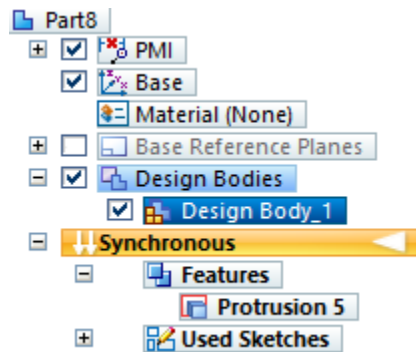 Part8
PMI
Base
Material (None)
Base Reference Planes
Design Bodies
Design Body_1
Synchronous
Features
Protrusion 5
Used Sketches